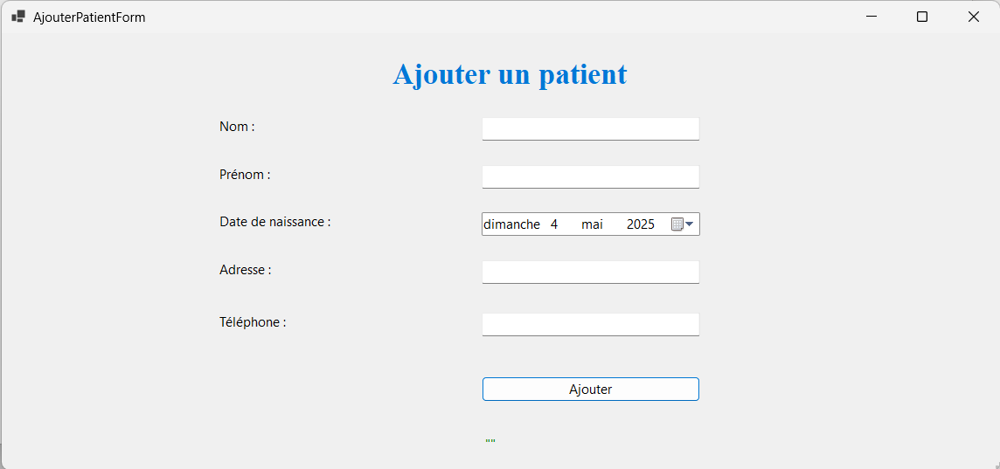 AjouterPatientForm
Ajouter un patient
Nom :
Prénom :
Date de naissance : dimanche 4 mai 2025
Adresse :
Téléphone :
Ajouter
""